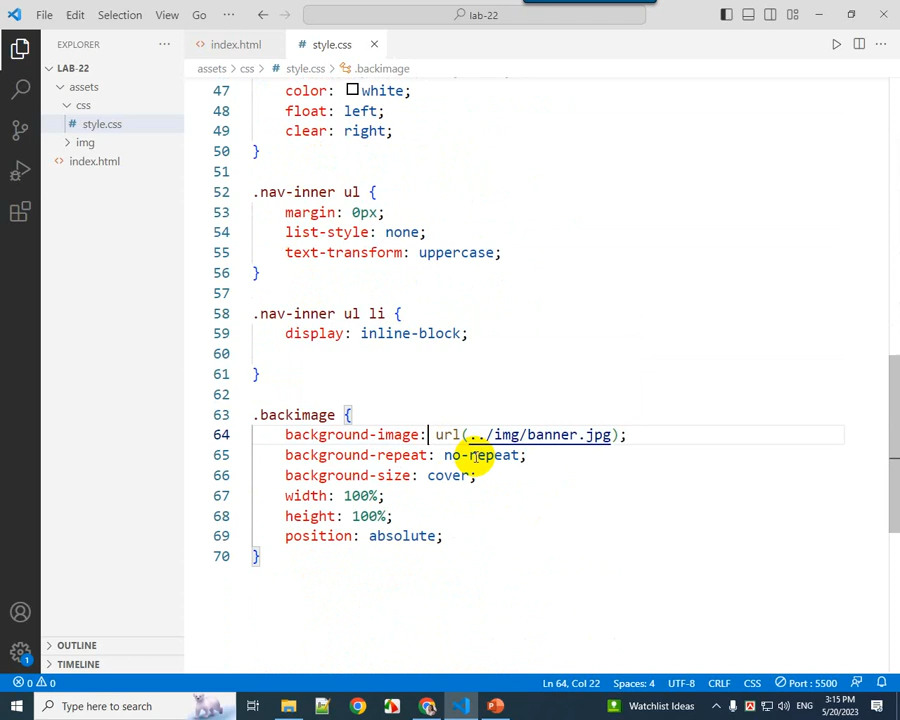 File Edit Selection View Go ··· lab-22
EXPLORER ···
index.html style.css
LAB-22
assets > css > # style.css > .backimage
assets
css
# style.css
img
<> index.html
47 color: white;
48 float: left;
49 clear: right;
50 }
51
52 .nav-inner ul {
53 margin: 0px;
54 list-style: none;
55 text-transform: uppercase;
56 }
57
58 .nav-inner ul li {
59 display: inline-block;
60
61 }
62
63 .backimage {
64 background-image: url(../img/banner.jpg);
65 background-repeat: no-repeat;
66 background-size: cover;
67 width: 100%;
68 height: 100%;
69 position: absolute;
70 }
OUTLINE
TIMELINE
1
0 0 Ln 64, Col 22 Spaces: 4 UTF-8 CRLF CSS Port : 5500
Type here to search Watchlist Ideas ENG 3:15 PM
5/20/2023